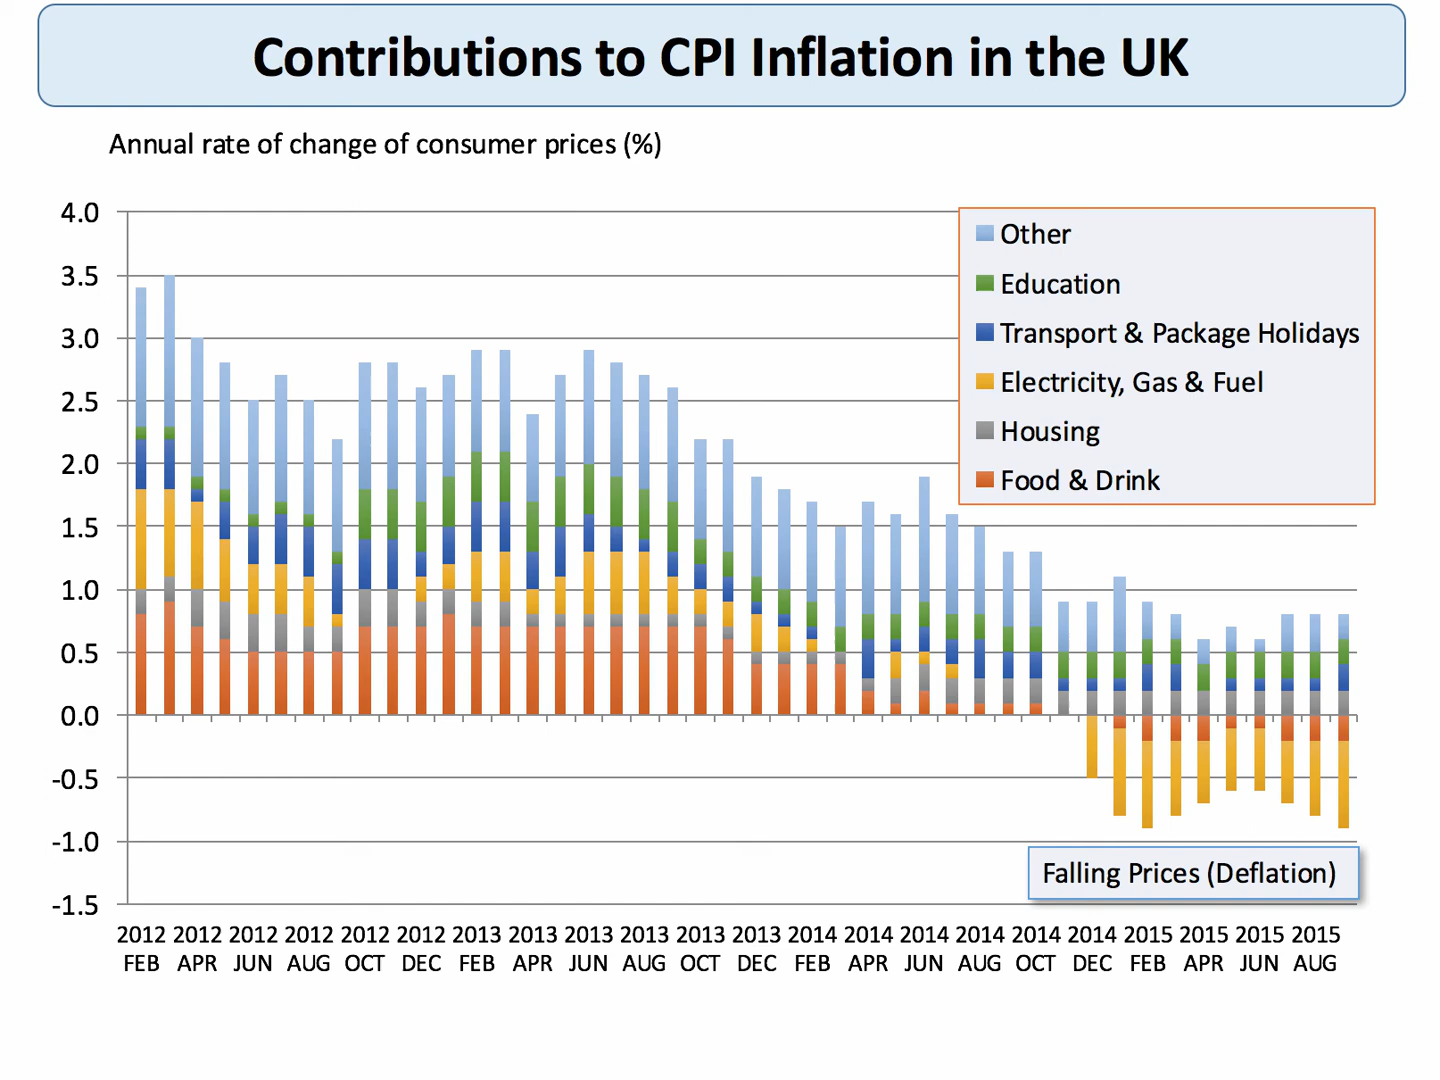 Contributions to CPI Inflation in the UK
Annual rate of change of consumer prices (%)
4.0
3.5
3.0
2.5
2.0
1.5
1.0
0.5
0.0
-0.5
-1.0
-1.5
Other
Education
Transport & Package Holidays
Electricity, Gas & Fuel
Housing
Food & Drink
Falling Prices (Deflation)
2012 2012 2012 2012 2012 2012 2013 2013 2013 2013 2013 2013 2014 2014 2014 2014 2014 2014 2015 2015 2015 2015
FEB APR JUN AUG OCT DEC FEB APR JUN AUG OCT DEC FEB APR JUN AUG OCT DEC FEB APR JUN AUG